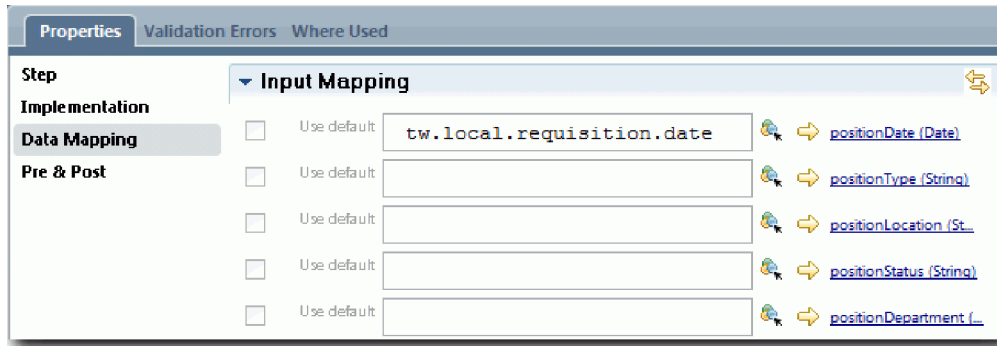 Properties Validation Errors Where Used
Step
Implementation
Data Mapping
Pre & Post
Input Mapping
Use default tw.local.requisition.date positionDate (Date)
Use default positionType (String)
Use default positionLocation (St...
Use default positionStatus (String)
Use default positionDepartment (...